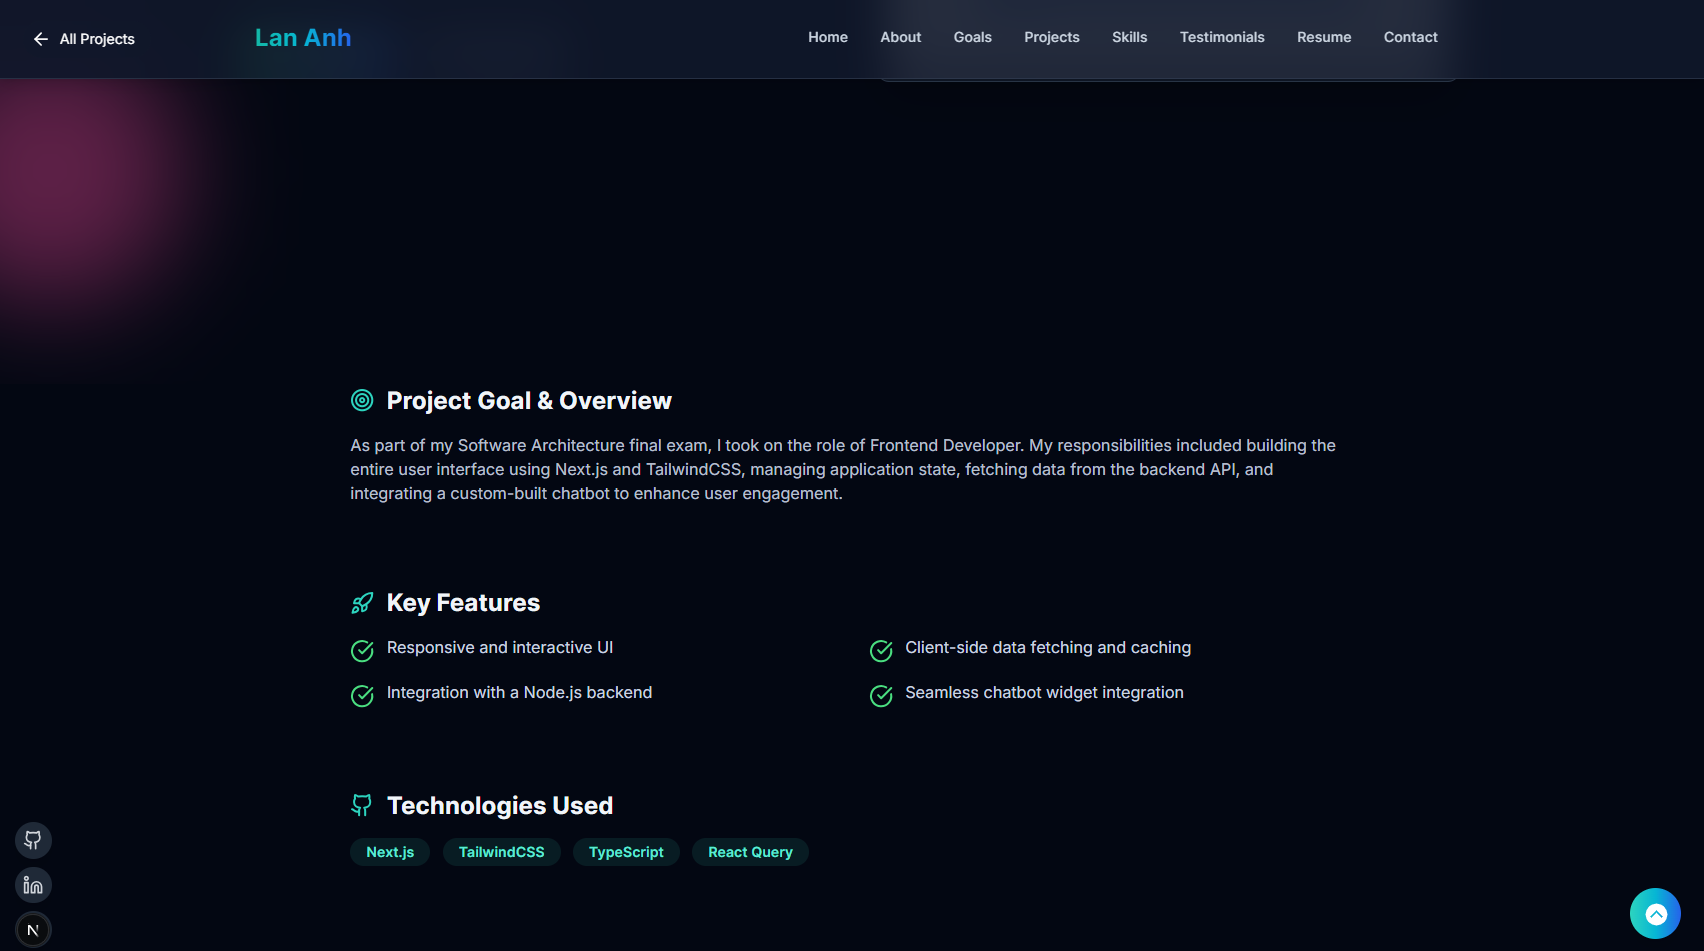 All Projects
Lan Anh
Home About Goals Projects Skills Testimonials Resume Contact
Project Goal & Overview
As part of my Software Architecture final exam, I took on the role of Frontend Developer. My responsibilities included building the
entire user interface using Next.js and TailwindCSS, managing application state, fetching data from the backend API, and
integrating a custom-built chatbot to enhance user engagement.
Key Features
Responsive and interactive UI
Client-side data fetching and caching
Integration with a Node.js backend
Seamless chatbot widget integration
Technologies Used
Next.js TailwindCSS TypeScript React Query
in
N